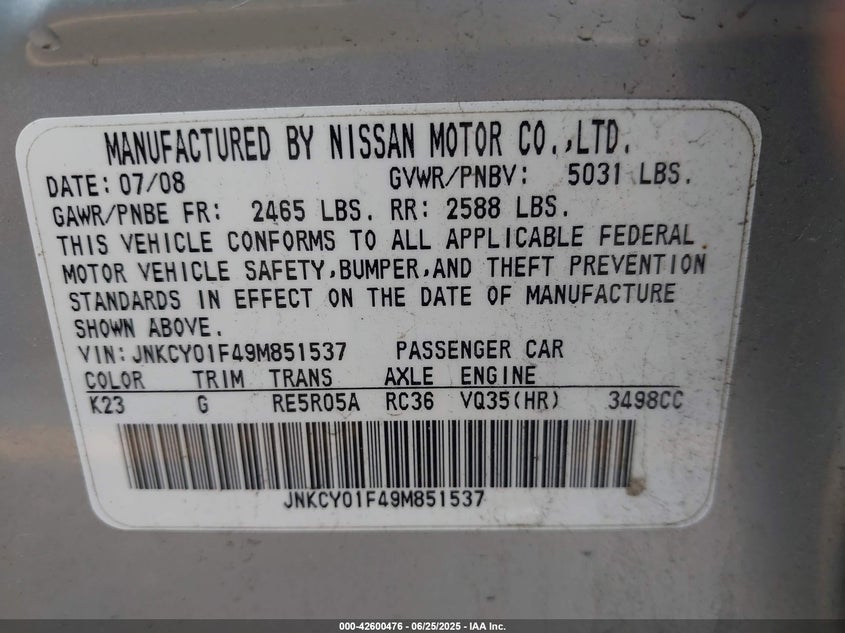 MANUFACTURED BY NISSAN MOTOR CO.,LTD.
DATE: 07/08 GVWR/PNBV: 5031 LBS.
GAWR/PNBE FR: 2465 LBS. RR: 2588 LBS.
THIS VEHICLE CONFORMS TO ALL APPLICABLE FEDERAL
MOTOR VEHICLE SAFETY,BUMPER,AND THEFT PREVENTION
STANDARDS IN EFFECT ON THE DATE OF MANUFACTURE
SHOWN ABOVE.
VIN: JNKCY01F49M851537 PASSENGER CAR
COLOR TRIM TRANS AXLE ENGINE
K23 G RE5R05A RC36 VQ35(HR) 3498CC
JNKCY01F49M851537
000-42600476 - 06/25/2025 - IAA Inc.